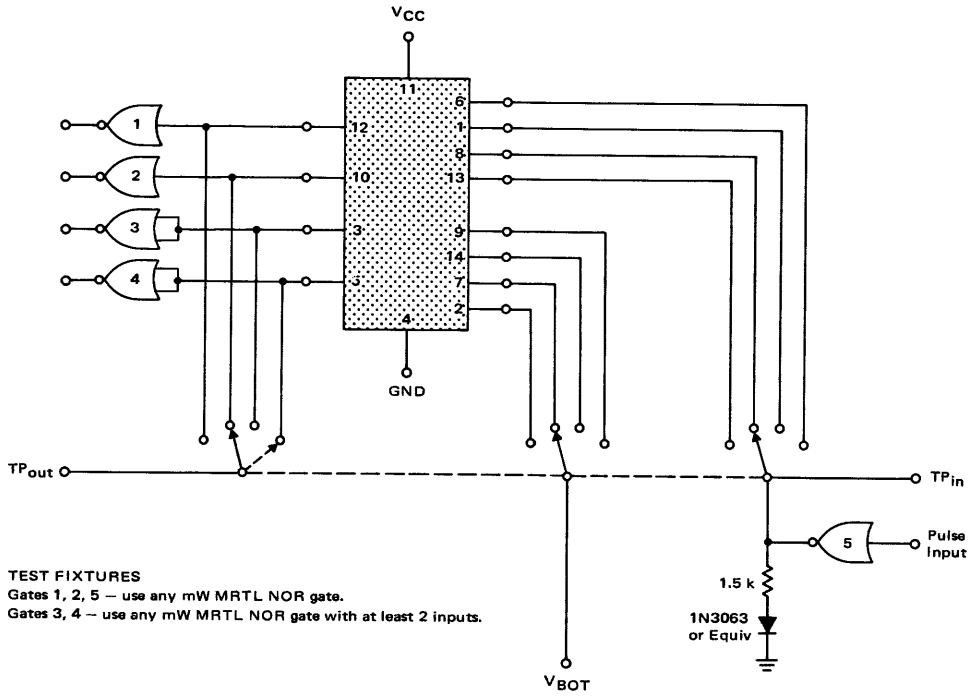 VCC
11
6
1
12
1
8
2
10
13
3
3
9
14
4
5
7
2
4
GND
TPout
TPin
5
Pulse
Input
TEST FIXTURES
Gates 1, 2, 5 — use any mW MRTL NOR gate.
Gates 3, 4 — use any mW MRTL NOR gate with at least 2 inputs.
1.5 k
1N3063
or Equiv
VBOT